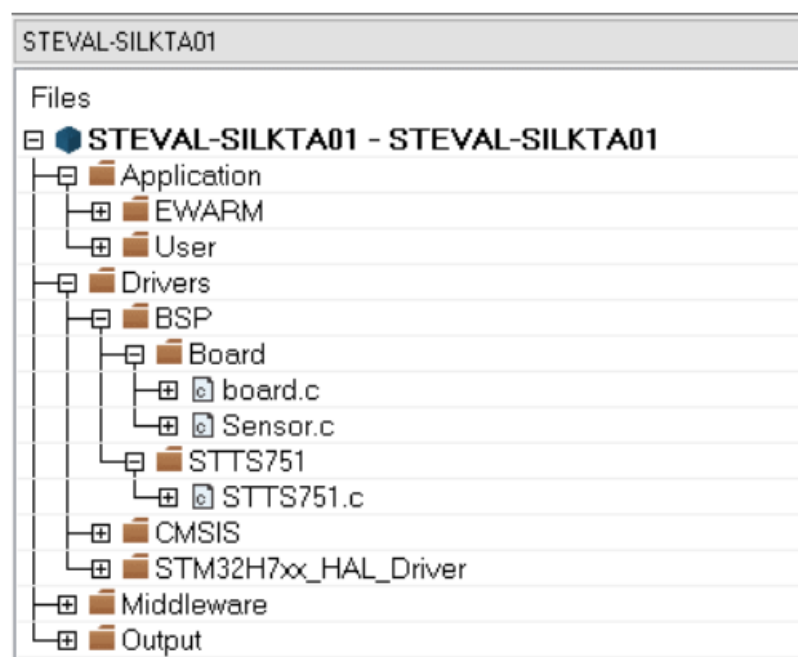 STEVAL-SILKTA01
Files
STEVAL-SILKTA01 - STEVAL-SILKTA01
Application
EWARM
User
Drivers
BSP
Board
board.c
Sensor.c
STTS751
STTS751.c
CMSIS
STM32H7xx_HAL_Driver
Middleware
Output